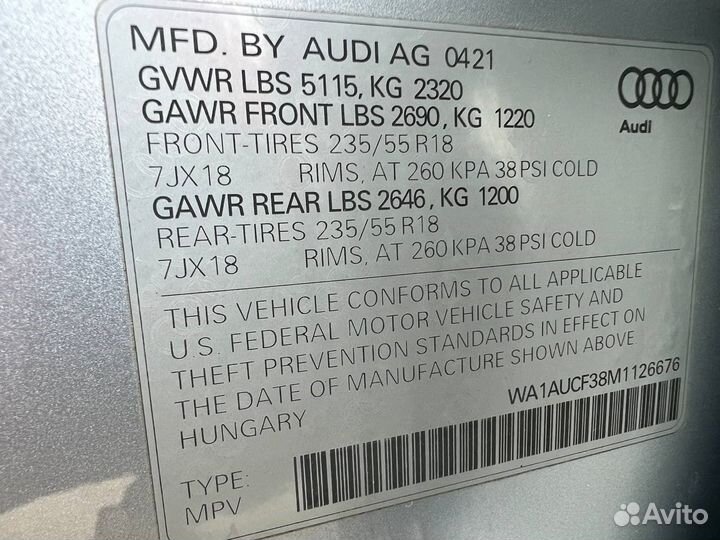 MFD. BY AUDI AG 0421
GVWR LBS 5115, KG 2320
GAWR FRONT LBS 2690, KG 1220
FRONT-TIRES 235/55 R18
7JX18 RIMS, AT 260 KPA 38 PSI COLD
GAWR REAR LBS 2646, KG 1200
REAR-TIRES 235/55 R18
7JX18 RIMS, AT 260 KPA 38 PSI COLD
Audi
THIS VEHICLE CONFORMS TO ALL APPLICABLE
U.S. FEDERAL MOTOR VEHICLE SAFETY AND
THEFT PREVENTION STANDARDS IN EFFECT ON
THE DATE OF MANUFACTURE SHOWN ABOVE
HUNGARY
WA1AUCF38M1126676
TYPE:
MPV
Avito